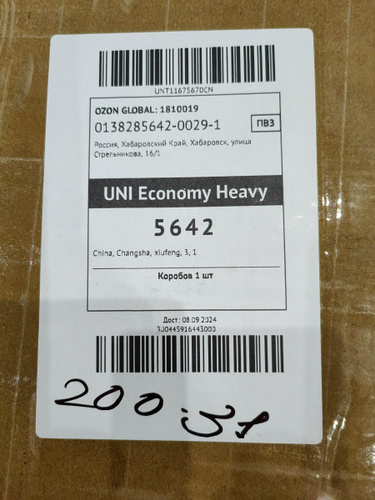 UNT11675670CN
OZON GLOBAL: 1810019
0138285642-0029-1
ПВЗ
Россия, Хабаровский Край, Хабаровск, улица
Стрельникова, 16/1
UNI Economy Heavy
5642
China, Changsha, xiufeng, 3, 1
Коробов 1 шт
Дост: 08.09.2024
300445916443000
200:31